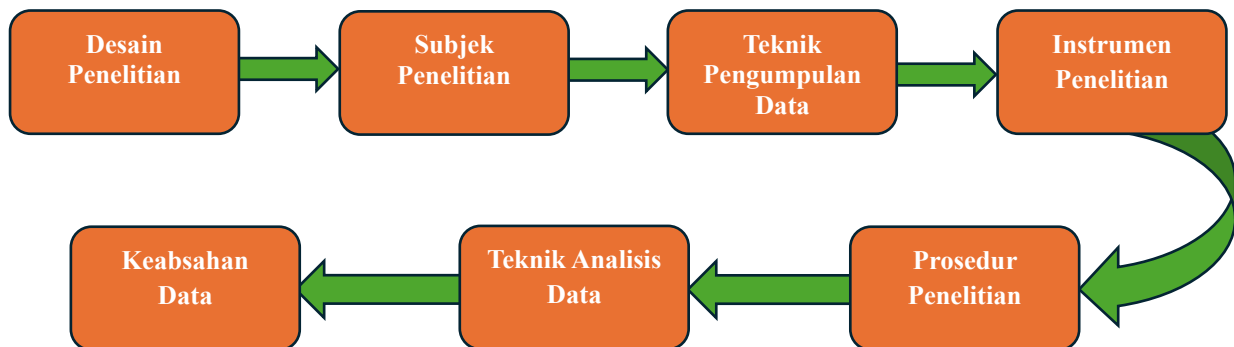 Desain
Penelitian
Subjek
Penelitian
Teknik
Pengumpulan
Data
Instrumen
Penelitian
Prosedur
Penelitian
Teknik Analisis
Data
Keabsahan
Data